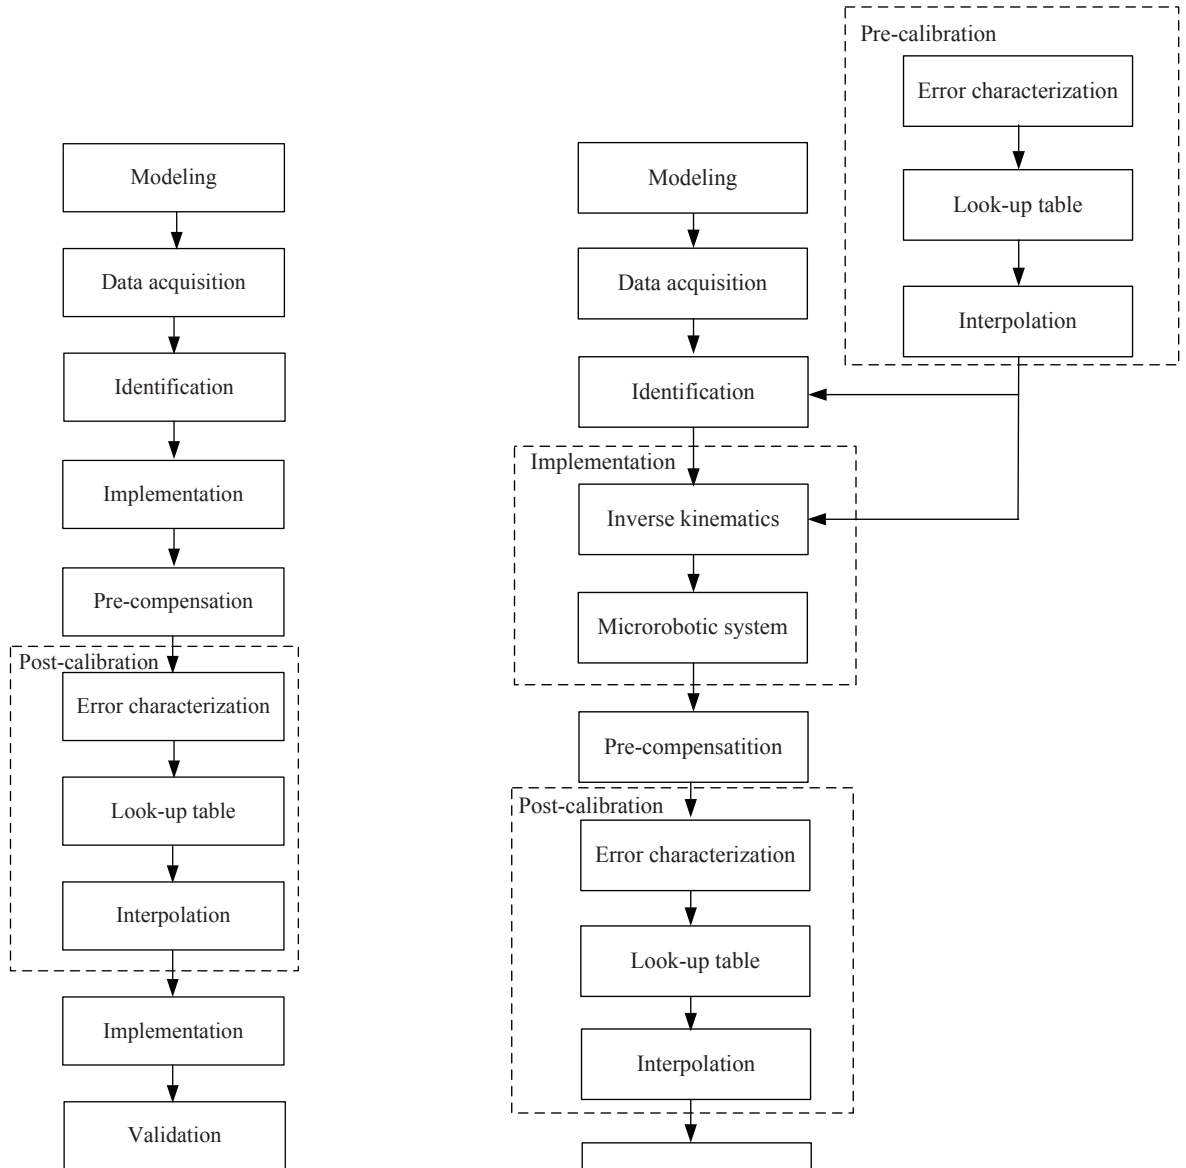 Modeling
Data acquisition
Identification
Implementation
Pre-compensation
Post-calibration
Error characterization
Look-up table
Interpolation
Implementation
Validation
Modeling
Data acquisition
Identification
Implementation
Inverse kinematics
Microrobotic system
Pre-compensatition
Post-calibration
Error characterization
Look-up table
Interpolation
Pre-calibration
Error characterization
Look-up table
Interpolation